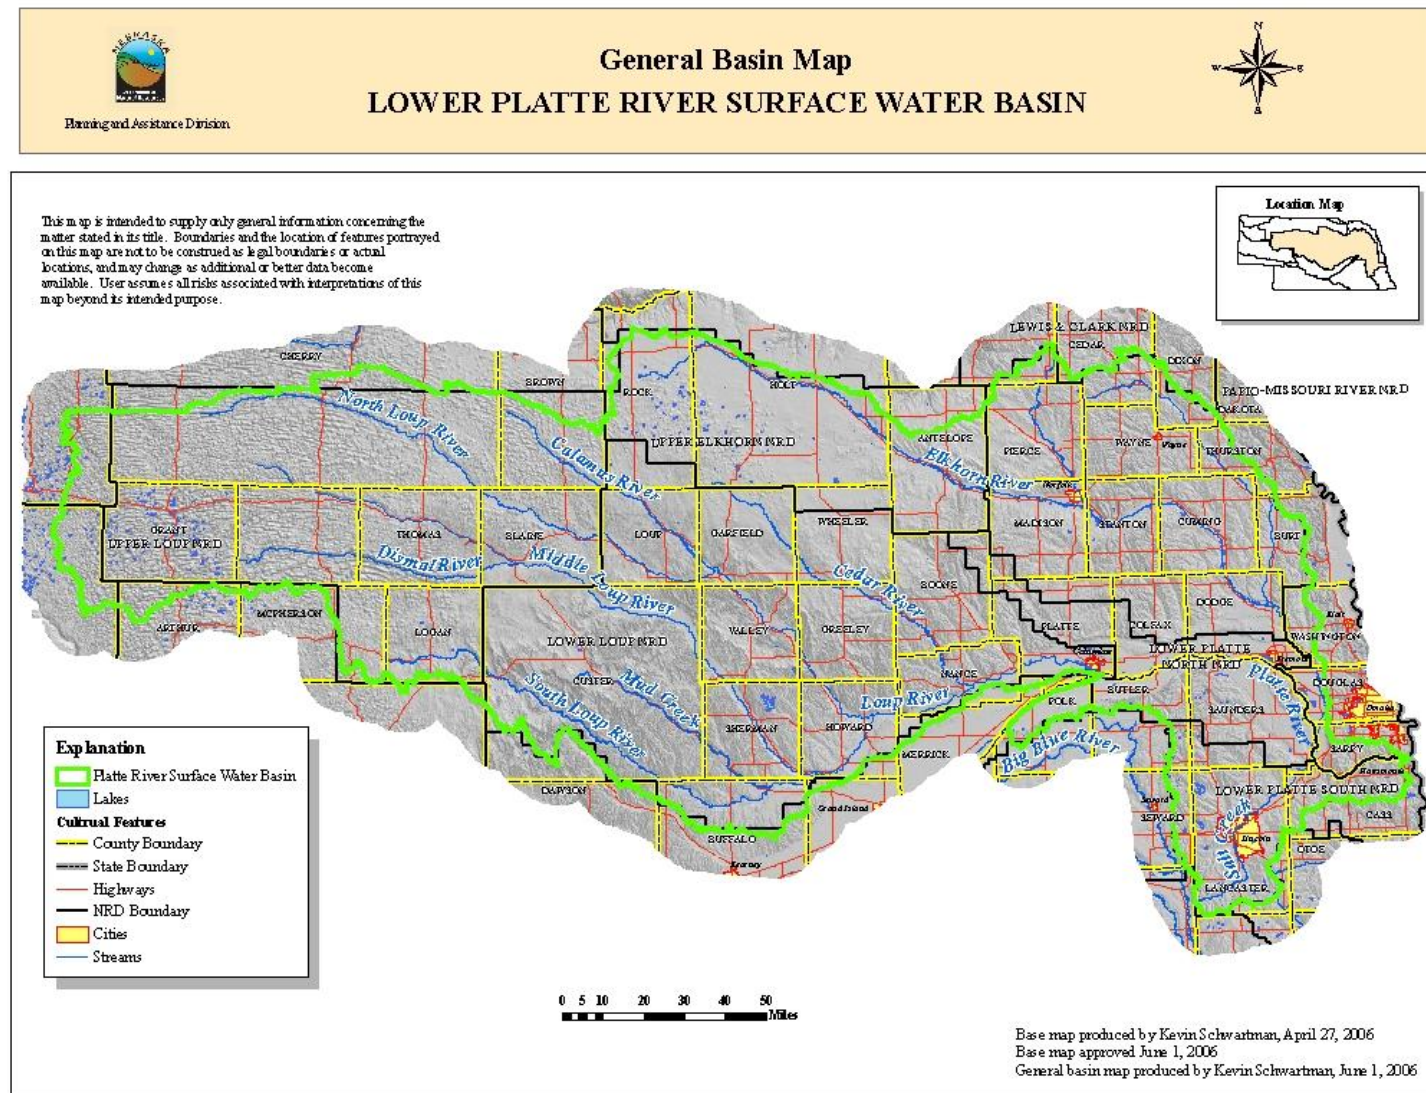 NEBRASKA
Planning and Assistance Division
General Basin Map
LOWER PLATTE RIVER SURFACE WATER BASIN
N
W
E
S
This map is intended to supply only general information concerning the
matter stated in its title. Boundaries and the location of features portrayed
on this map are not to be construed as legal boundaries or actual
locations, and may change as additional or better data become
available. User assumes all risks associated with interpretations of this
map beyond its intended purpose.
Location Map
LEWIS & CLARK NRD
CEDAR
DIXON
CHERRY
BROWN
ROCK
HOLT
PAPIO-MISSOURI RIVER NRD
DAKOTA
North Loup River
Calamus River
UPPER ELKHORN NRD
ANTELOPE
PIERCE
WAYNE
Wayne
THURSTON
Elkhorn River
Norfolk
GRANT
UPPER LOUP NRD
THOMAS
BLAINE
LOUP
GARFIELD
WHEELER
MADISON
STANTON
CUMING
BURT
Dismal River
Middle Loup River
Cedar River
BOONE
ARTHUR
MCPHERSON
LOGAN
LOWER LOUP NRD
VALLEY
GREELEY
PLATTE
COLFAX
DODGE
WASHINGTON
Blair
CUSTER
Mud Creek
South Loup River
NANCE
Columbus
LOWER PLATTE
NORTH NRD
Fremont
DOUGLAS
Omaha
SHERMAN
HOWARD
Loup River
POLK
BUTLER
SAUNDERS
Platte River
SARPY
MERRICK
Big Blue River
DAWSON
Grand Island
LOWER PLATTE SOUTH NRD
CASS
Seward
SEWARD
Salt Creek
Lincoln
OTOE
BUFFALO
Kearney
LANCASTER
Explanation
Platte River Surface Water Basin
Lakes
Cultrual Features
County Boundary
State Boundary
Highways
NRD Boundary
Cities
Streams
0 5 10 20 30 40 50
Miles
Base map produced by Kevin Schwartman, April 27, 2006
Base map approved June 1, 2006
General basin map produced by Kevin Schwartman, June 1, 2006